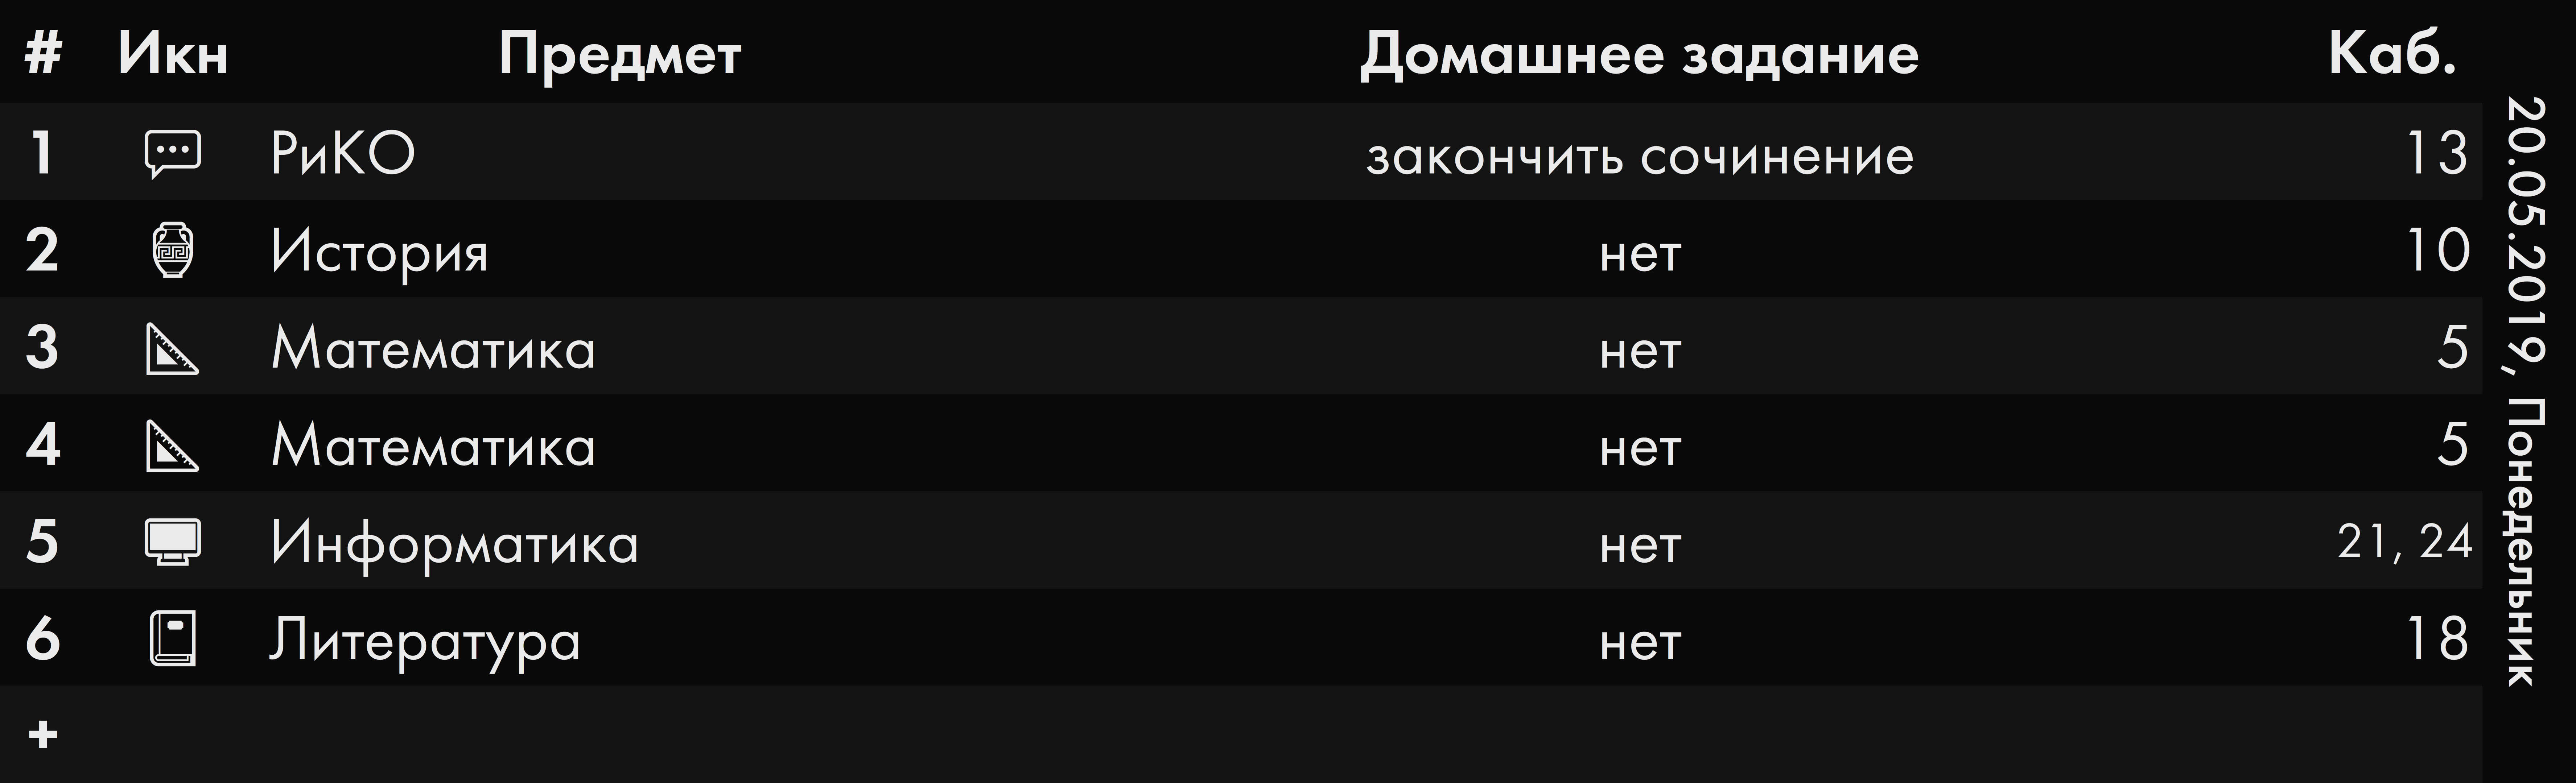 # Икн Предмет Домашнее задание Каб.
1 РиКО закончить сочинение 13
2 История нет 10
3 Математика нет 5
4 Математика нет 5
5 Информатика нет 21, 24
6 Литература нет 18
+
20.05.2019, Понедельник